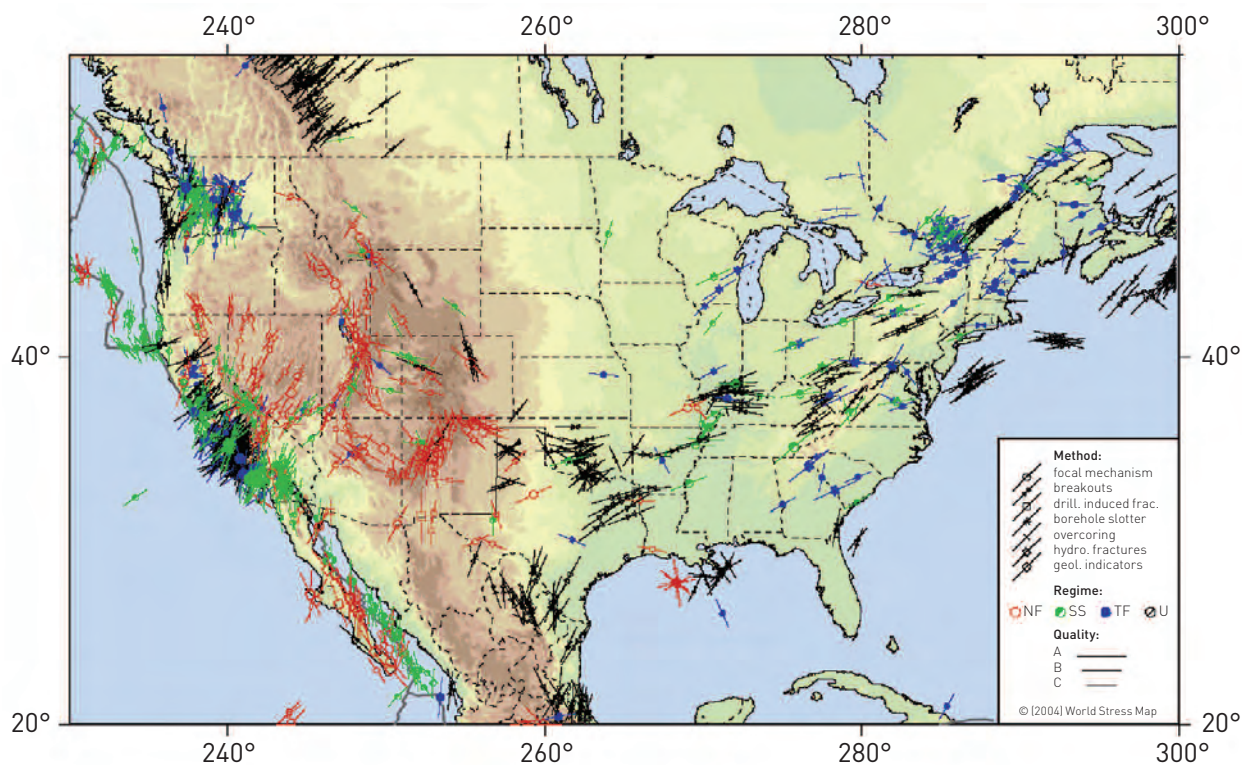 240° 260° 280° 300°
40° 40°
Method:
focal mechanism
breakouts
drill. induced frac.
borehole slotter
overcoring
hydro. fractures
geol. indicators
Regime:
NF SS TF U
Quality:
A
B
C
© (2004) World Stress Map
20° 20°
240° 260° 280° 300°